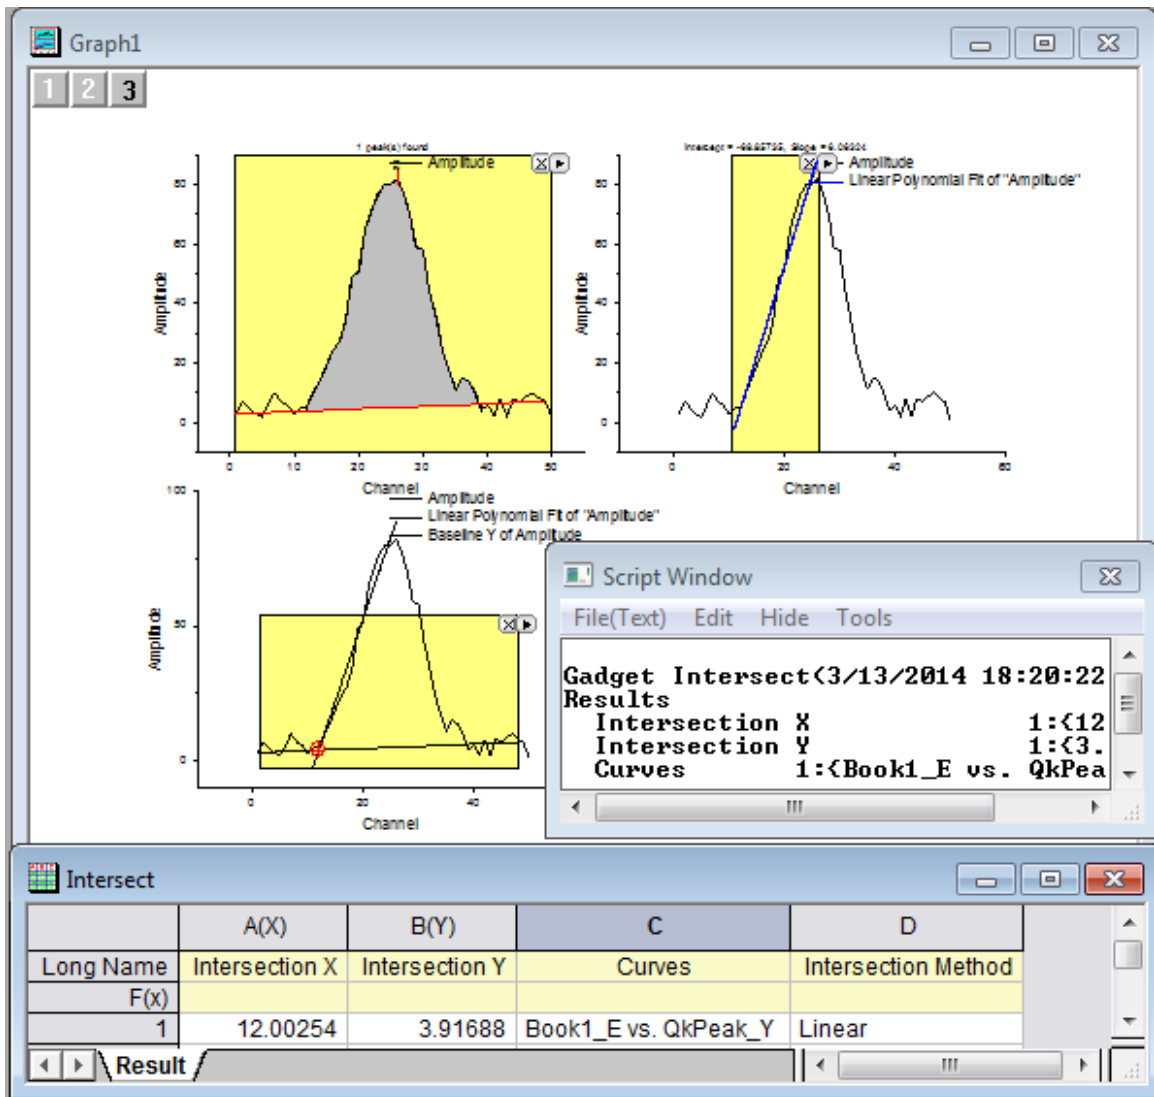 Graph1
1 2 3
1 peak(s) found
Amplitude
80
60
40
20
0
Amplitude
0 10 20 30 40 50
Channel
Amplitude
Linear Polynomial Fit of "Amplitude"
80
60
40
20
0
Amplitude
0 20 40 60
Channel
Amplitude
Linear Polynomial Fit of "Amplitude"
Baseline Y of Amplitude
100
50
0
Amplitude
0 20 40
Channel
Script Window
File(Text) Edit Hide Tools
Gadget Intersect(3/13/2014 18:20:22
Results
Intersection X 1:{12
Intersection Y 1:{3.
Curves 1:{Book1_E vs. QkPea
Intersect
A(X) B(Y) C D
Long Name Intersection X Intersection Y Curves Intersection Method
F(x)
1 12.00254 3.91688 Book1_E vs. QkPeak_Y Linear
Result